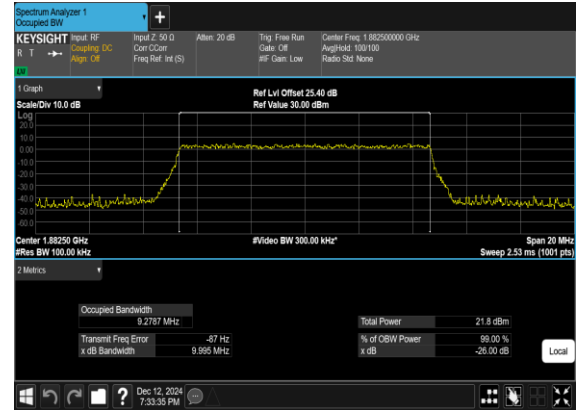 Spectrum Analyzer 1
Occupied BW
KEYSIGHT
R T
LV
Input: RF
Coupling: DC
Align: Off
Input Z: 50 Ω
Corr CCorr
Freq Ref: Int (S)
Atten: 20 dB
Trig: Free Run
Gate: Off
#IF Gain: Low
Center Freq: 1.882500000 GHz
Avg|Hold: 100/100
Radio Std: None
1 Graph
Scale/Div 10.0 dB
Ref Lvl Offset 25.40 dB
Ref Value 30.00 dBm
Log
20.0
10.0
0.00
-10.0
-20.0
-30.0
-40.0
-50.0
-60.0
Center 1.88250 GHz
#Res BW 100.00 kHz
#Video BW 300.00 kHz*
Span 20 MHz
Sweep 2.53 ms (1001 pts)
2 Metrics
Occupied Bandwidth
9.2787 MHz
Total Power 21.8 dBm
Transmit Freq Error -87 Hz
% of OBW Power 99.00 %
x dB Bandwidth 9.995 MHz
x dB -26.00 dB
Local
?
Dec 12, 2024
7:33:35 PM